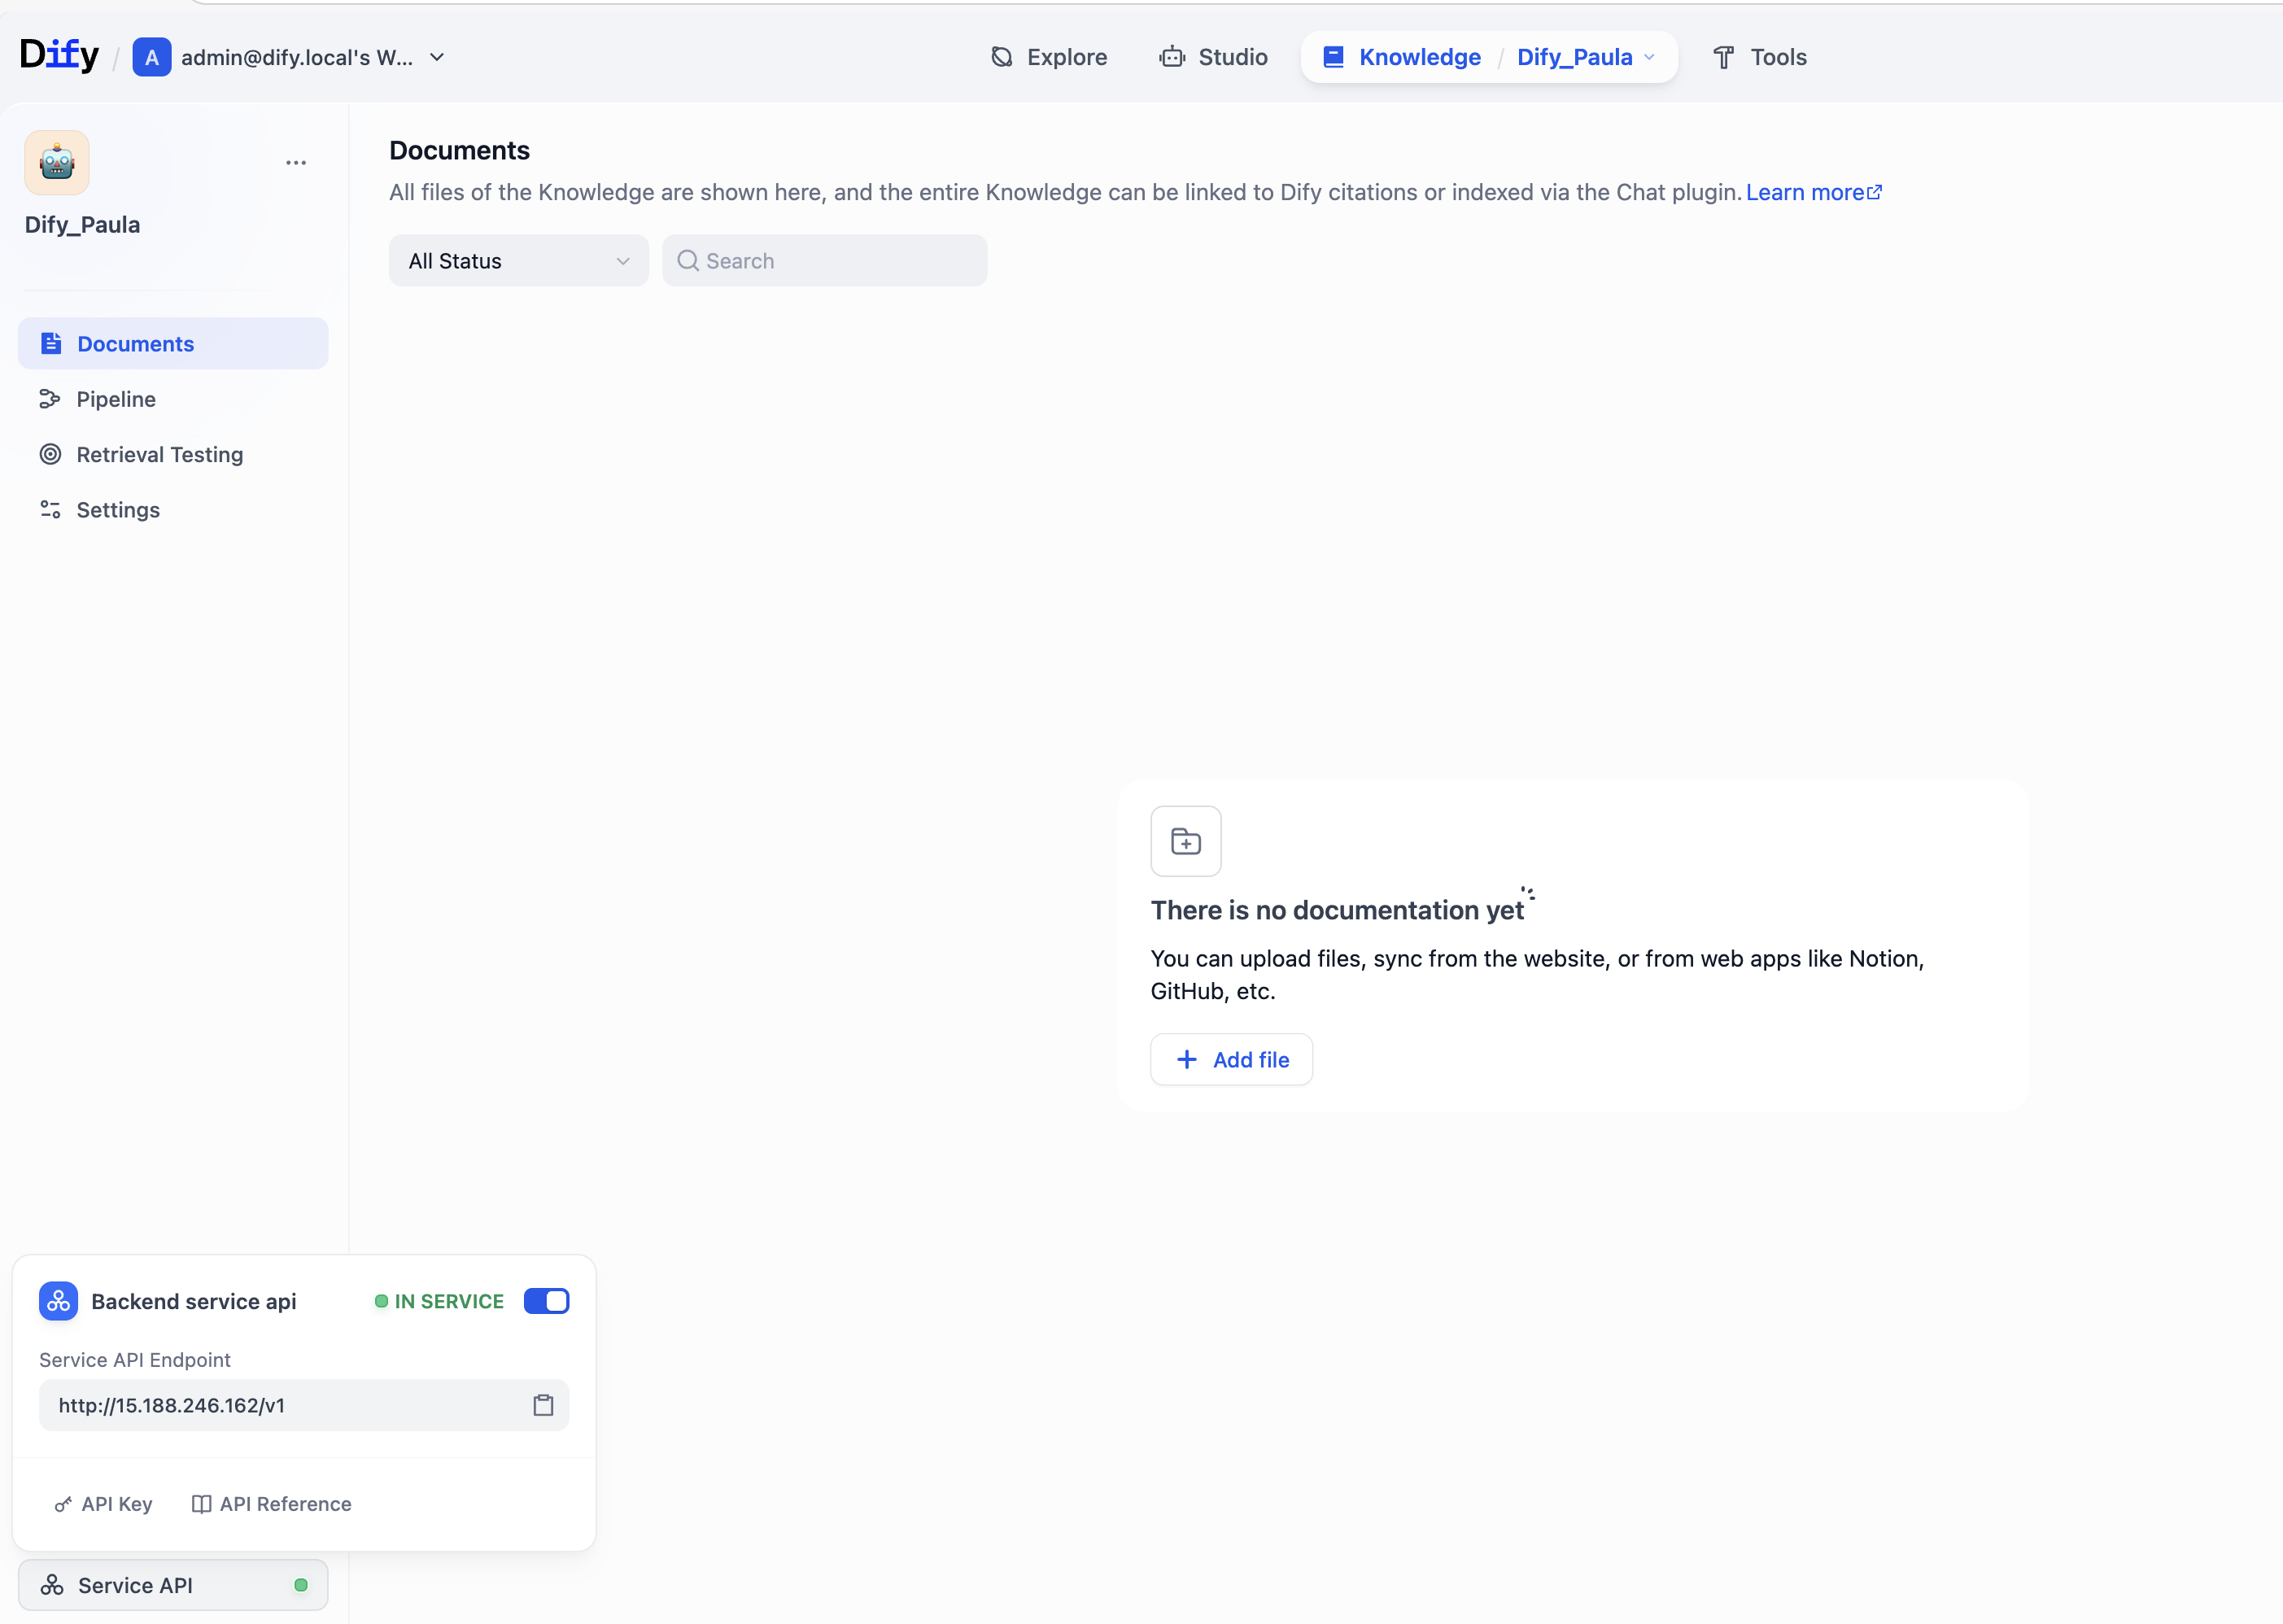 Dify / A admin@dify.local's W...
Explore
Studio
Knowledge / Dify_Paula
Tools
Dify_Paula
Documents
Pipeline
Retrieval Testing
Settings
Documents
All files of the Knowledge are shown here, and the entire Knowledge can be linked to Dify citations or indexed via the Chat plugin. Learn more
All Status
Search
There is no documentation yet
You can upload files, sync from the website, or from web apps like Notion,
GitHub, etc.
+ Add file
Backend service api
IN SERVICE
Service API Endpoint
http://15.188.246.162/v1
API Key
API Reference
Service API